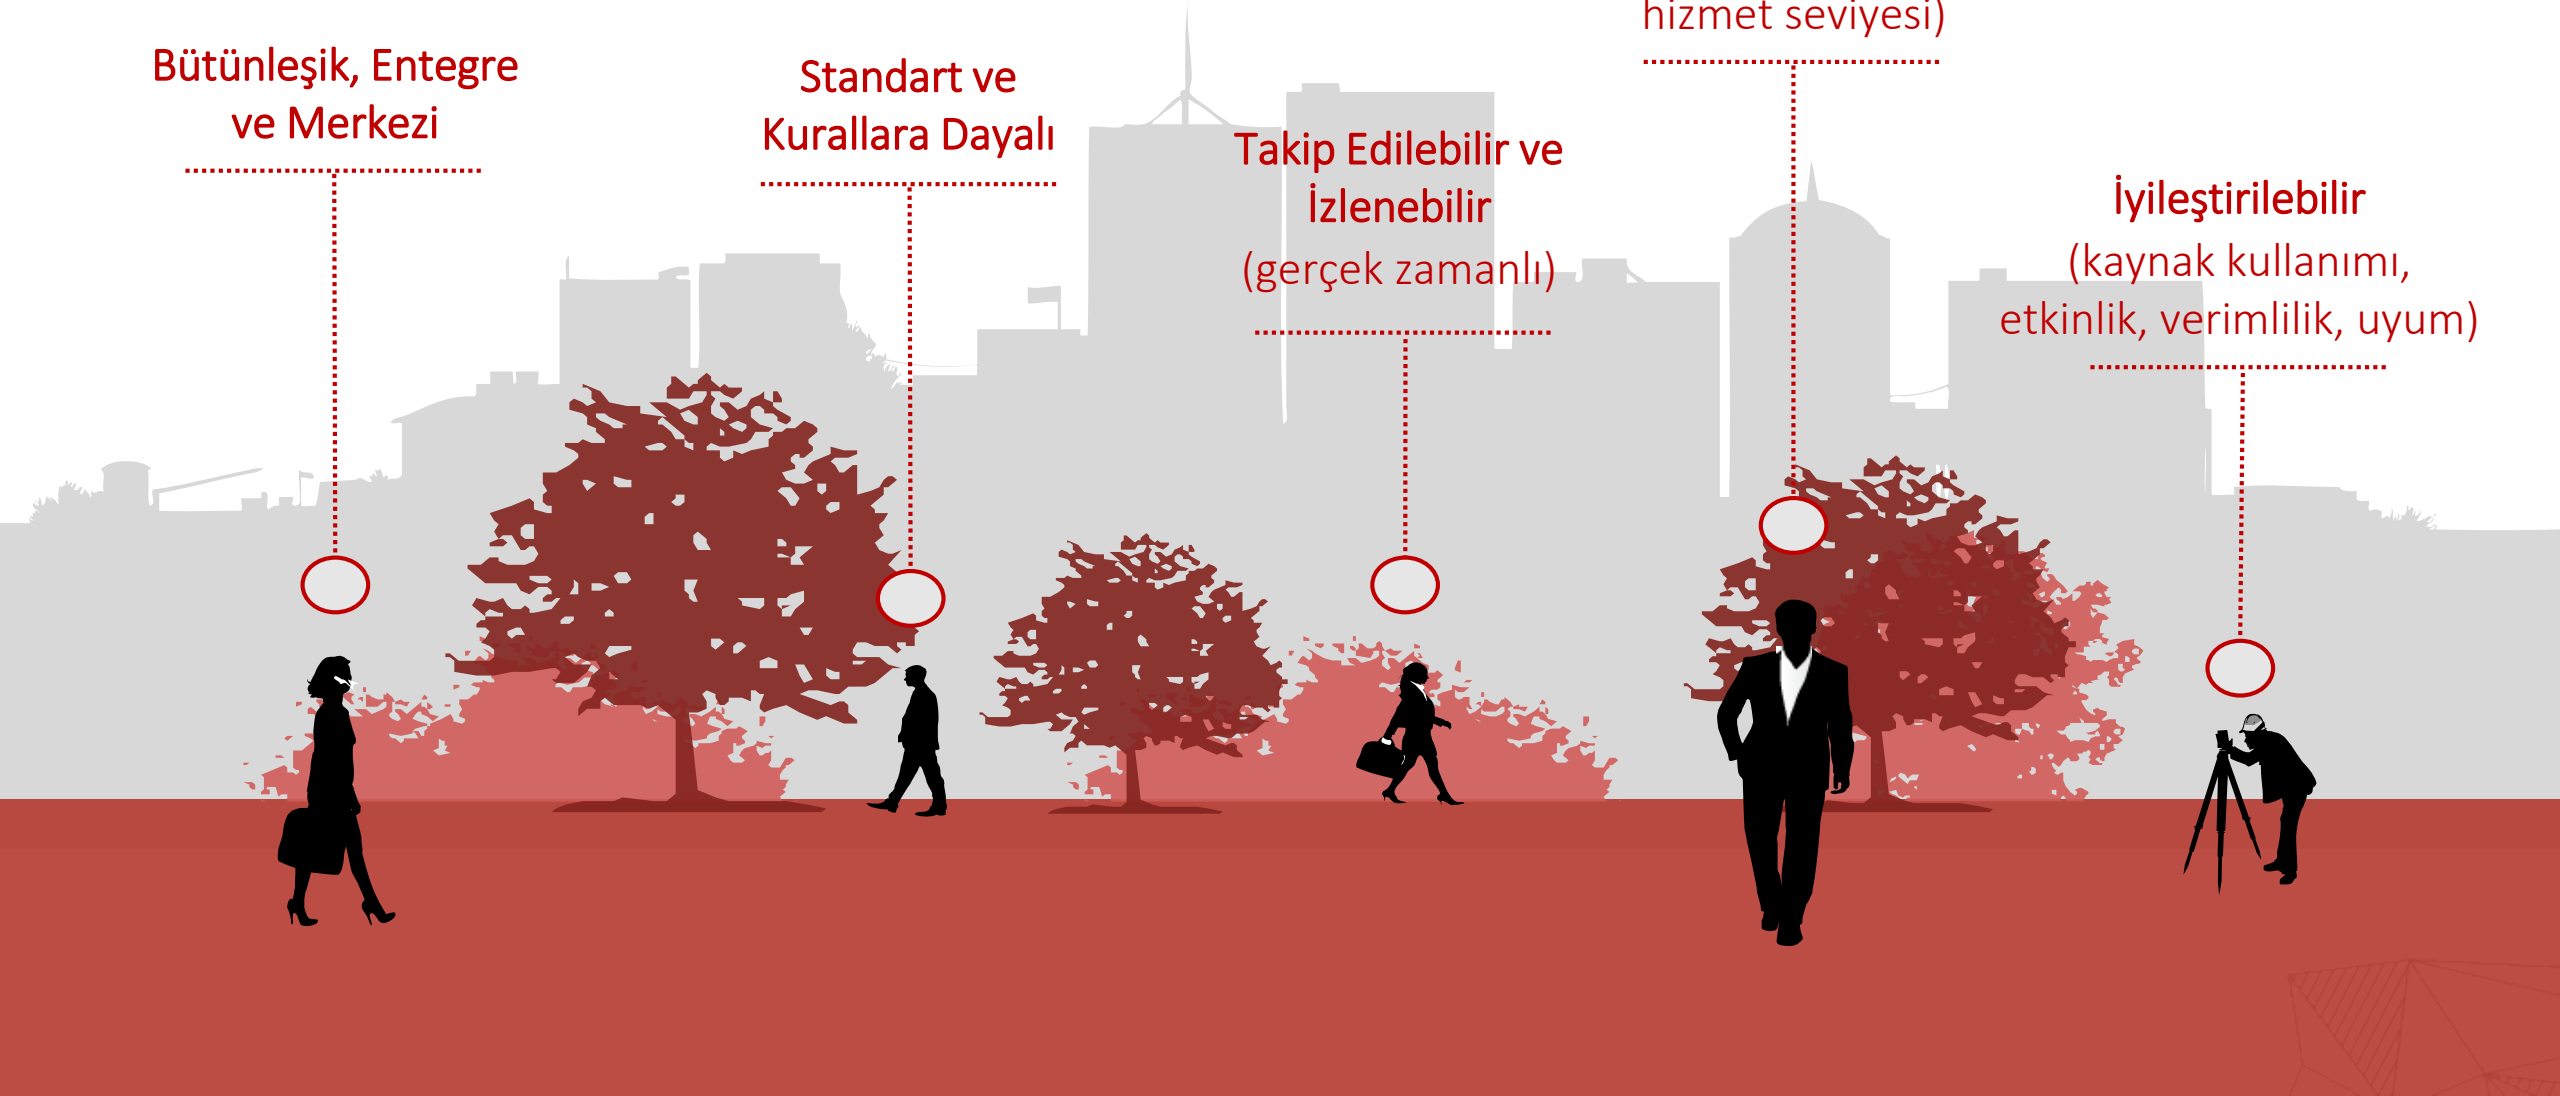 Bütünleşik, Entegre
ve Merkezi
Standart ve
Kurallara Dayalı
Takip Edilebilir ve
İzlenebilir
(gerçek zamanlı)
hizmet seviyesi)
İyileştirilebilir
(kaynak kullanımı,
etkinlik, verimlilik, uyum)